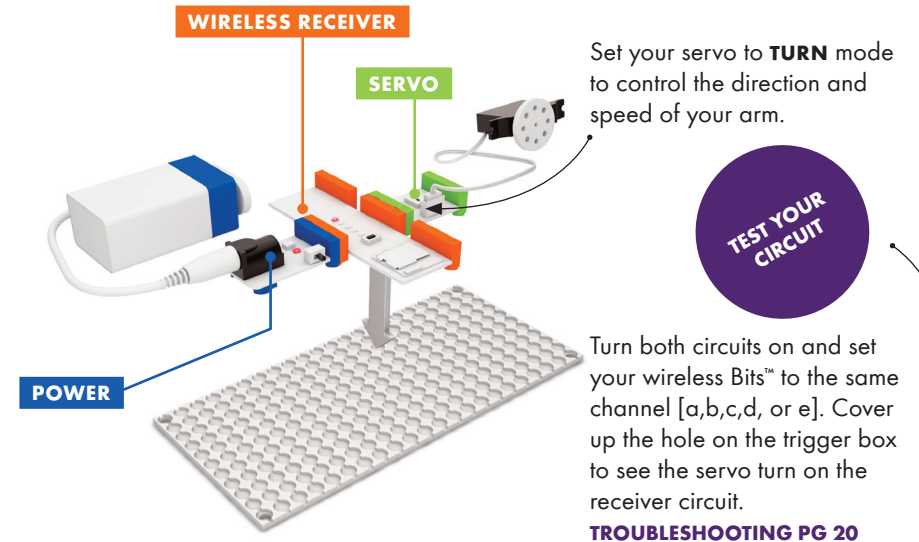 WIRELESS RECEIVER
SERVO
Set your servo to TURN mode
to control the direction and
speed of your arm.
TEST YOUR
CIRCUIT
POWER
Turn both circuits on and set
your wireless Bits™ to the same
channel [a,b,c,d, or e]. Cover
up the hole on the trigger box
to see the servo turn on the
receiver circuit.
TROUBLESHOOTING PG 20